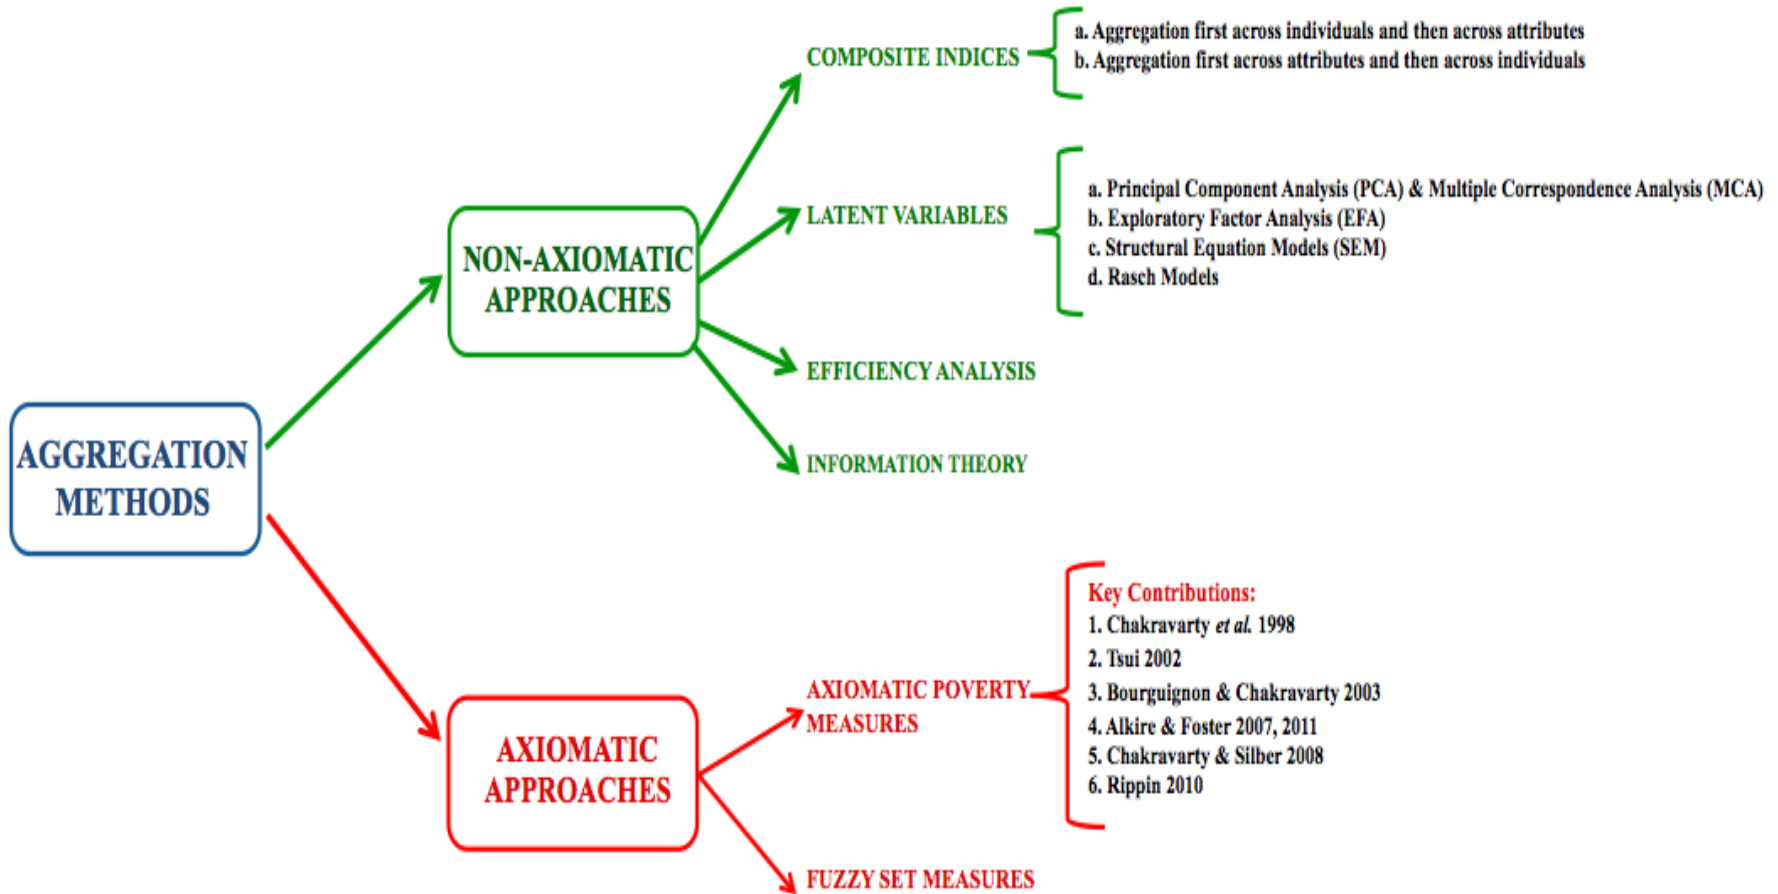 AGGREGATION
METHODS
NON-AXIOMATIC
APPROACHES
COMPOSITE INDICES
a. Aggregation first across individuals and then across attributes
b. Aggregation first across attributes and then across individuals
LATENT VARIABLES
a. Principal Component Analysis (PCA) & Multiple Correspondence Analysis (MCA)
b. Exploratory Factor Analysis (EFA)
c. Structural Equation Models (SEM)
d. Rasch Models
EFFICIENCY ANALYSIS
INFORMATION THEORY
AXIOMATIC
APPROACHES
AXIOMATIC POVERTY
MEASURES
Key Contributions:
1. Chakravarty et al. 1998
2. Tsui 2002
3. Bourguignon & Chakravarty 2003
4. Alkire & Foster 2007, 2011
5. Chakravarty & Silber 2008
6. Rippin 2010
FUZZY SET MEASURES